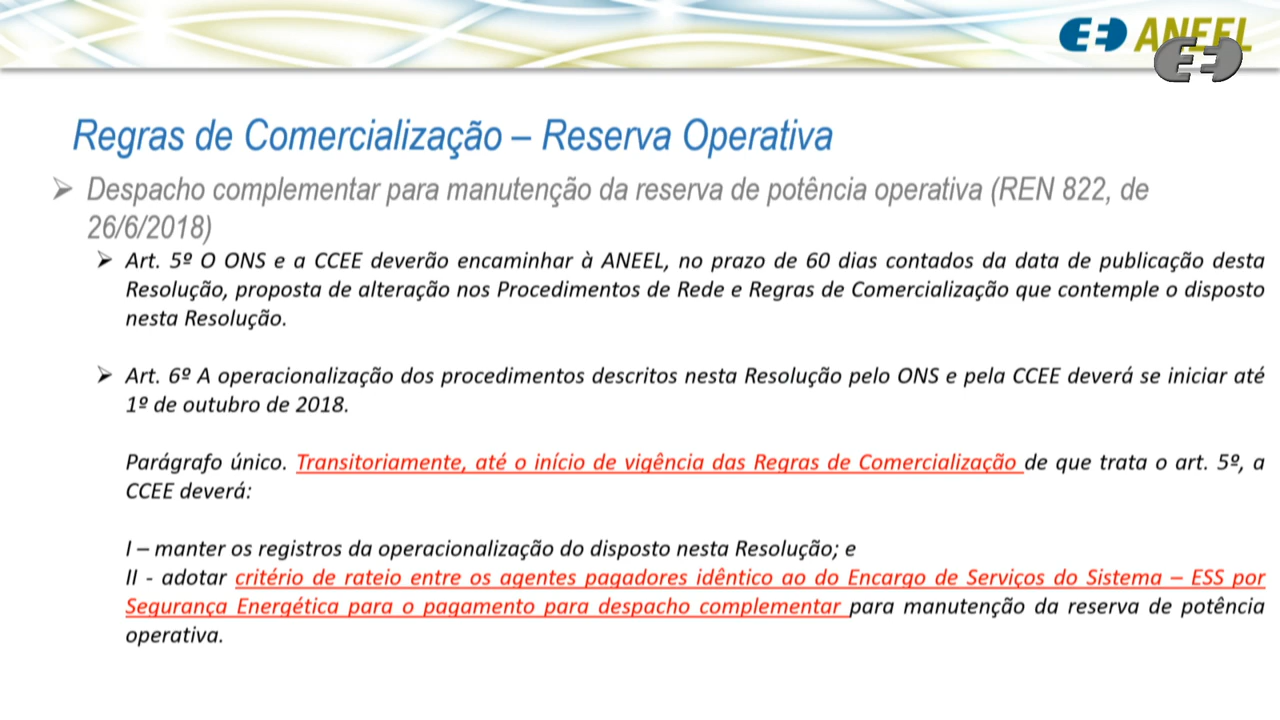 ANEEL
Regras de Comercialização – Reserva Operativa
Despacho complementar para manutenção da reserva de potência operativa (REN 822, de
26/6/2018)
Art. 5º O ONS e a CCEE deverão encaminhar à ANEEL, no prazo de 60 dias contados da data de publicação desta
Resolução, proposta de alteração nos Procedimentos de Rede e Regras de Comercialização que contemple o disposto
nesta Resolução.
Art. 6º A operacionalização dos procedimentos descritos nesta Resolução pelo ONS e pela CCEE deverá se iniciar até
1º de outubro de 2018.
Parágrafo único. Transitoriamente, até o início de vigência das Regras de Comercialização de que trata o art. 5º, a
CCEE deverá:
I – manter os registros da operacionalização do disposto nesta Resolução; e
II - adotar critério de rateio entre os agentes pagadores idêntico ao do Encargo de Serviços do Sistema – ESS por
Segurança Energética para o pagamento para despacho complementar para manutenção da reserva de potência
operativa.